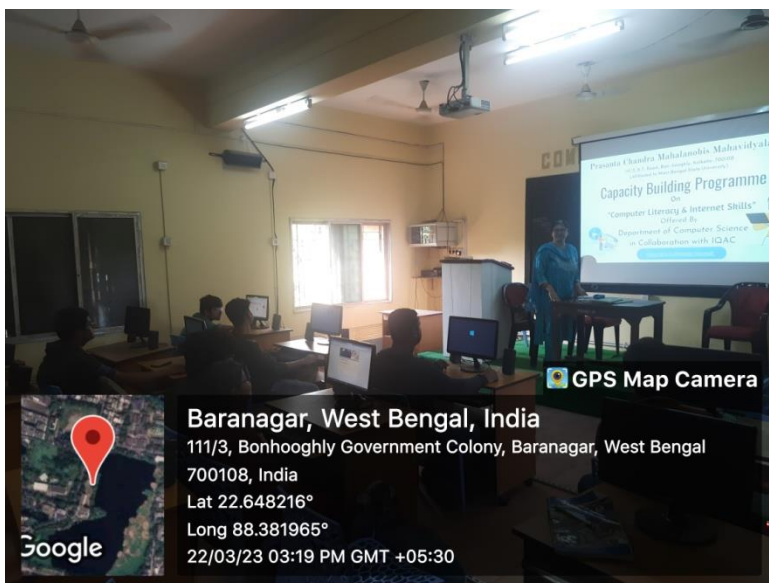 COM
Prasanta Chandra Mahalanobis Mahavidyala
Capacity Building Programme
On
"Computer Literacy & Internet Skills"
Offered By
Department of Computer Science
in Collaboration with IQAC
GPS Map Camera
Baranagar, West Bengal, India
111/3, Bonhooghly Government Colony, Baranagar, West Bengal
700108, India
Lat 22.648216°
Long 88.381965°
22/03/23 03:19 PM GMT +05:30
Google